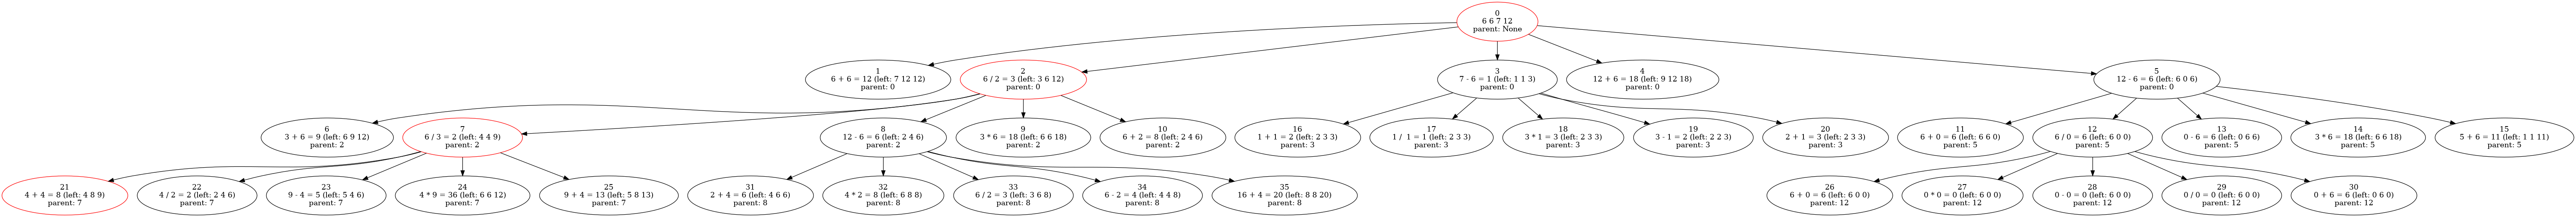 0
6 6 7 12
parent: None
1
6 + 6 = 12 (left: 7 12 12)
parent: 0
2
6 / 2 = 3 (left: 3 6 12)
parent: 0
3
7 - 6 = 1 (left: 1 1 3)
parent: 0
4
12 + 6 = 18 (left: 9 12 18)
parent: 0
5
12 - 6 = 6 (left: 6 0 6)
parent: 0
6
3 + 6 = 9 (left: 6 9 12)
parent: 2
7
6 / 3 = 2 (left: 4 4 9)
parent: 2
8
12 - 6 = 6 (left: 2 4 6)
parent: 2
9
3 * 6 = 18 (left: 6 6 18)
parent: 2
10
6 + 2 = 8 (left: 2 4 6)
parent: 2
16
1 + 1 = 2 (left: 2 3 3)
parent: 3
17
1 / 1 = 1 (left: 2 3 3)
parent: 3
18
3 * 1 = 3 (left: 2 3 3)
parent: 3
19
3 - 1 = 2 (left: 2 2 3)
parent: 3
20
2 + 1 = 3 (left: 2 3 3)
parent: 3
11
6 + 0 = 6 (left: 6 6 0)
parent: 5
12
6 / 0 = 6 (left: 6 0 0)
parent: 5
13
0 - 6 = 6 (left: 0 6 6)
parent: 5
14
3 * 6 = 18 (left: 6 6 18)
parent: 5
15
5 + 6 = 11 (left: 1 1 11)
parent: 5
21
4 + 4 = 8 (left: 4 8 9)
parent: 7
22
4 / 2 = 2 (left: 2 4 6)
parent: 7
23
9 - 4 = 5 (left: 5 4 6)
parent: 7
24
4 * 9 = 36 (left: 6 6 12)
parent: 7
25
9 + 4 = 13 (left: 5 8 13)
parent: 7
31
2 + 4 = 6 (left: 4 6 6)
parent: 8
32
4 * 2 = 8 (left: 6 8 8)
parent: 8
33
6 / 2 = 3 (left: 3 6 8)
parent: 8
34
6 - 2 = 4 (left: 4 4 8)
parent: 8
35
16 + 4 = 20 (left: 8 8 20)
parent: 8
26
6 + 0 = 6 (left: 6 0 0)
parent: 12
27
0 * 0 = 0 (left: 6 0 0)
parent: 12
28
0 - 0 = 0 (left: 6 0 0)
parent: 12
29
0 / 0 = 0 (left: 6 0 0)
parent: 12
30
0 + 6 = 6 (left: 0 6 0)
parent: 12